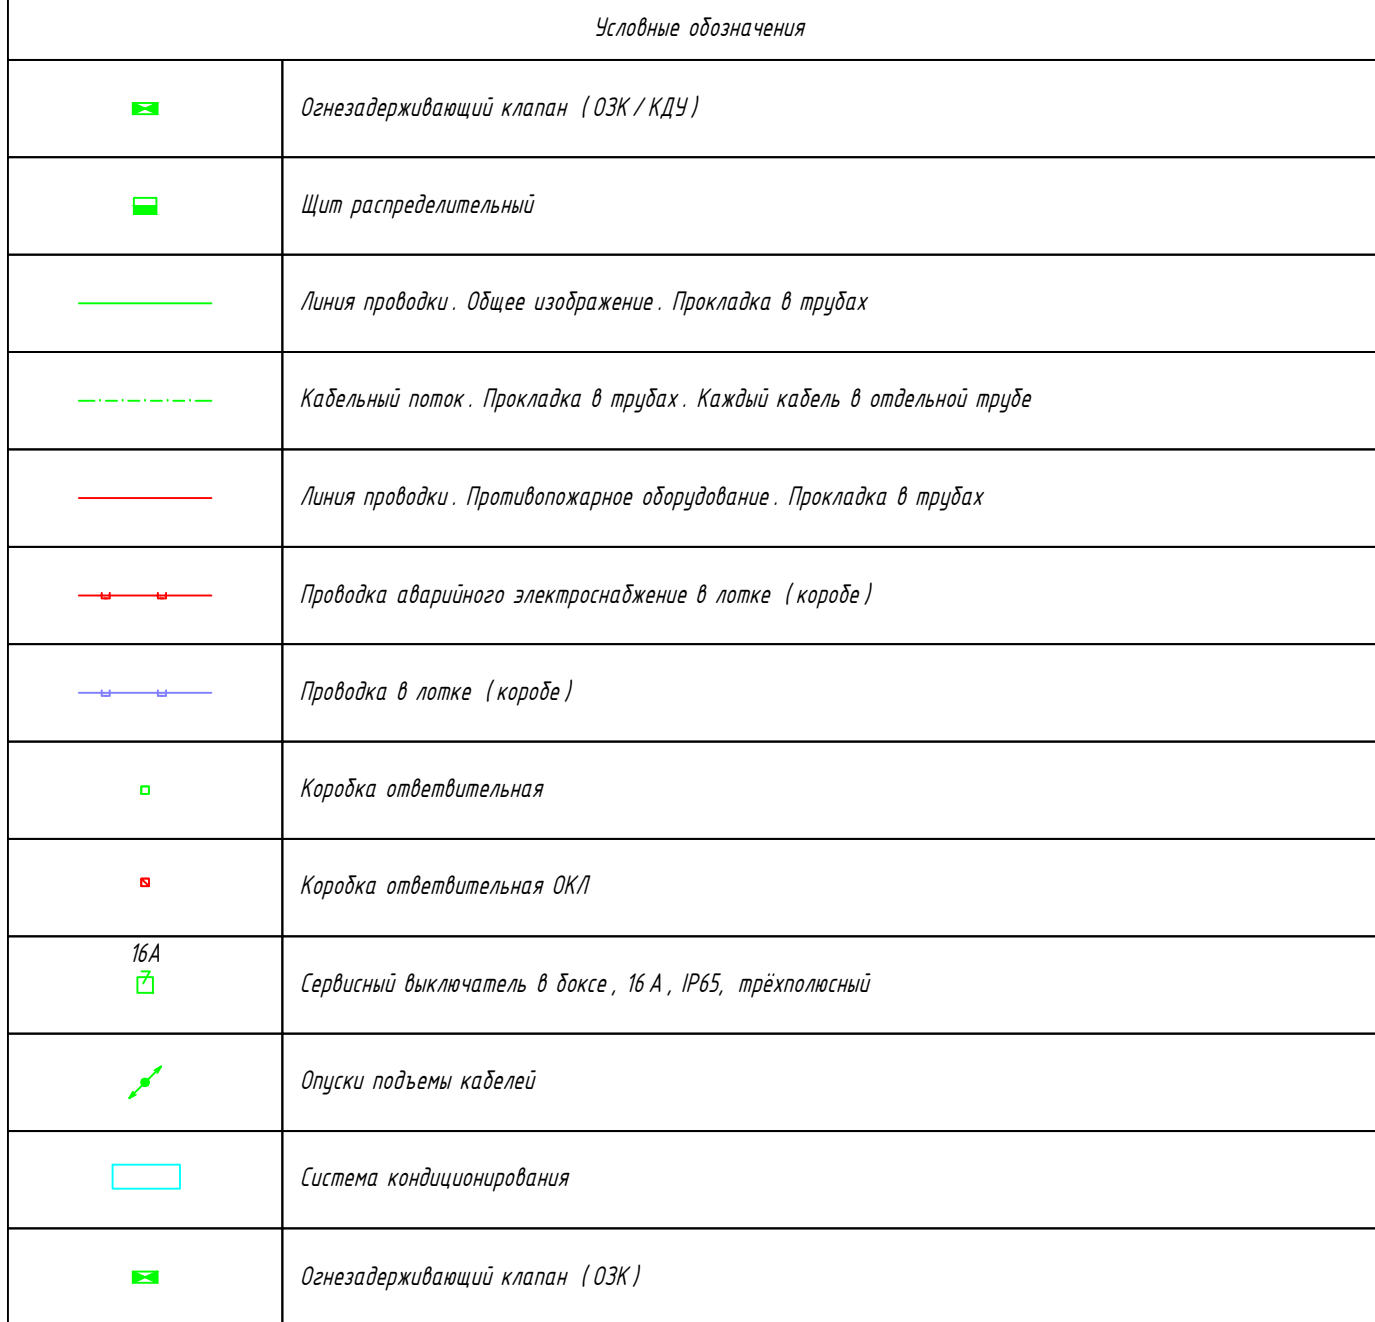 Условные обозначения
Огнезадерживающий клапан (ОЗК/КДУ)
Щит распределительный
Линия проводки. Общее изображение. Прокладка в трубах
Кабельный поток. Прокладка в трубах. Каждый кабель в отдельной трубе
Линия проводки. Противопожарное оборудование. Прокладка в трубах
Проводка аварийного электроснабжение в лотке (коробе)
Проводка в лотке (коробе)
Коробка ответвительная
Коробка ответвительная ОКЛ
16А
Сервисный выключатель в боксе, 16 А, IP65, трёхполюсный
Опуски подъемы кабелей
Система кондиционирования
Огнезадерживающий клапан (ОЗК)